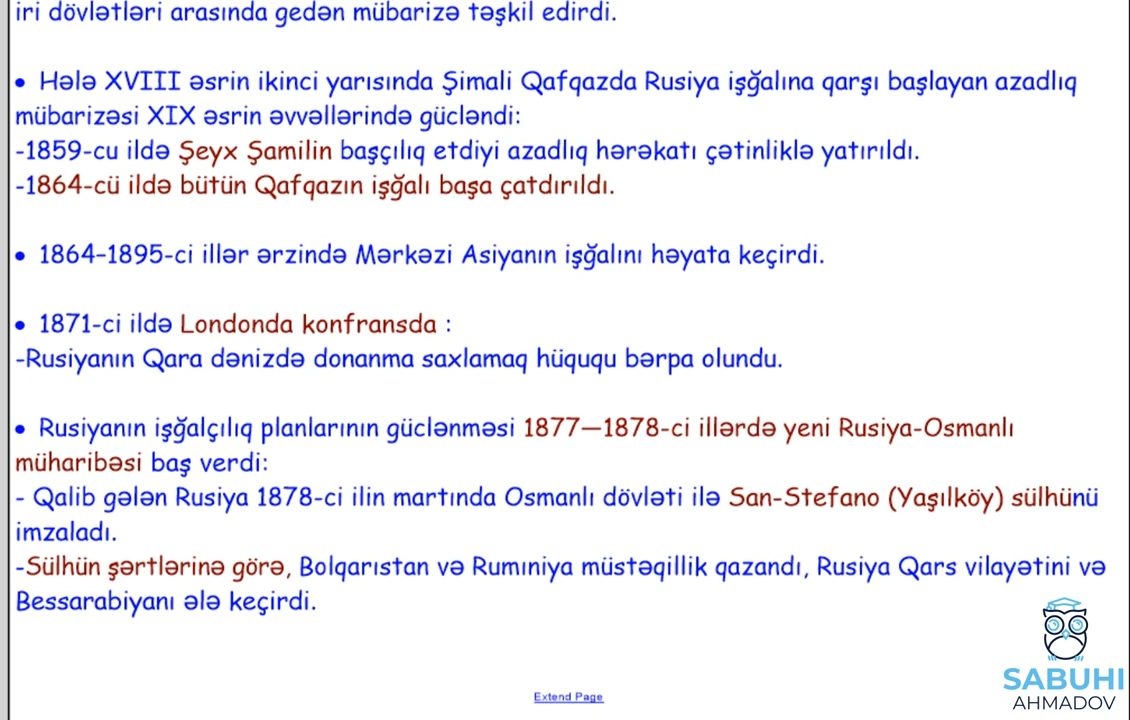 iri dövlətləri arasında gedən mübarizə təşkil edirdi.
• Hələ XVIII əsrin ikinci yarısında Şimali Qafqazda Rusiya işğalına qarşı başlayan azadlıq
mübarizəsi XIX əsrin əvvəllərində gücləndi:
-1859-cu ildə Şeyx Şamilin başçılıq etdiyi azadlıq hərəkatı çətinliklə yatırıldı.
-1864-cü ildə bütün Qafqazın işğalı başa çatdırıldı.
• 1864–1895-ci illər ərzində Mərkəzi Asiyanın işğalını həyata keçirdi.
• 1871-ci ildə Londonda konfransda :
-Rusiyanın Qara dənizdə donanma saxlamaq hüququ bərpa olundu.
• Rusiyanın işğalçılıq planlarının güclənməsi 1877—1878-ci illərdə yeni Rusiya-Osmanlı
müharibəsi baş verdi:
- Qalib gələn Rusiya 1878-ci ilin martında Osmanlı dövləti ilə San-Stefano (Yaşılköy) sülhünü
imzaladı.
-Sülhün şərtlərinə görə, Bolqarıstan və Rumıniya müstəqillik qazandı, Rusiya Qars vilayətini və
Bessarabiyanı ələ keçirdi.
Extend Page
SABUHI
AHMADOV